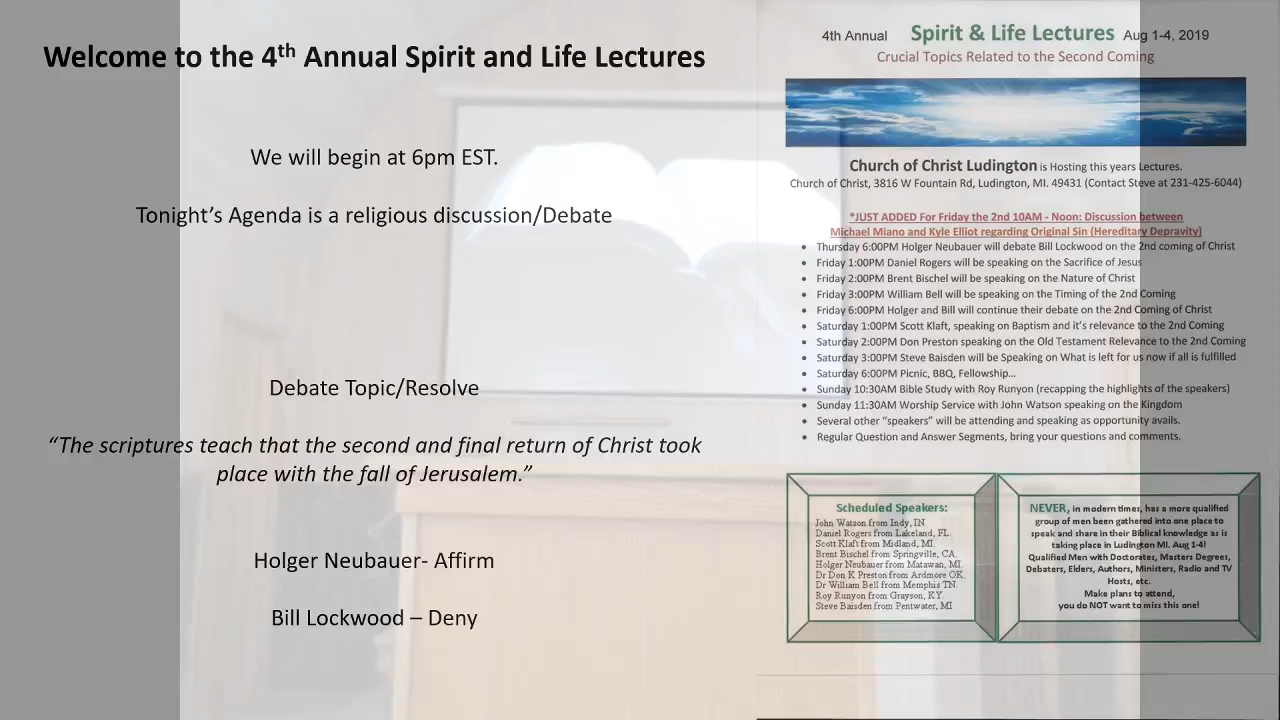 Welcome to the 4th Annual Spirit and Life Lectures
We will begin at 6pm EST.
Tonight's Agenda is a religious discussion/Debate
Debate Topic/Resolve
“The scriptures teach that the second and final return of Christ took
place with the fall of Jerusalem.”
Holger Neubauer- Affirm
Bill Lockwood – Deny
4th Annual Spirit & Life Lectures Aug 1-4, 2019
Crucial Topics Related to the Second Coming
Church of Christ Ludington is Hosting this years Lectures.
Church of Christ, 3816 W Fountain Rd, Ludington, MI. 49431 (Contact Steve at 231-425-6044)
*JUST ADDED For Friday the 2nd 10AM - Noon: Discussion between
Michael Miano and Kyle Elliot regarding Original Sin (Hereditary Depravity)
• Thursday 6:00PM Holger Neubauer will debate Bill Lockwood on the 2nd coming of Christ
• Friday 1:00PM Daniel Rogers will be speaking on the Sacrifice of Jesus
• Friday 2:00PM Brent Bischel will be speaking on the Nature of Christ
• Friday 3:00PM William Bell will be speaking on the Timing of the 2nd Coming
• Friday 6:00PM Holger and Bill will continue their debate on the 2nd Coming of Christ
• Saturday 1:00PM Scott Klaft, speaking on Baptism and it's relevance to the 2nd Coming
• Saturday 2:00PM Don Preston speaking on the Old Testament Relevance to the 2nd Coming
• Saturday 3:00PM Steve Baisden will be Speaking on What is left for us now if all is fulfilled
• Saturday 6:00PM Picnic, BBQ, Fellowship...
• Sunday 10:30AM Bible Study with Roy Runyon (recapping the highlights of the speakers)
• Sunday 11:30AM Worship Service with John Watson speaking on the Kingdom
• Several other “speakers” will be attending and speaking as opportunity avails.
• Regular Question and Answer Segments, bring your questions and comments.
Scheduled Speakers:
John Watson from Indy, IN.
Daniel Rogers from Lakeland, FL.
Scott Klaft from Midland, MI.
Brent Bischel from Springville, CA.
Holger Neubauer from Matawan, MI.
Dr Don K Preston from Ardmore OK.
Dr William Bell from Memphis TN.
Roy Runyon from Grayson, KY.
Steve Baisden from Pentwater, MI
NEVER, in modern times, has a more qualified
group of men been gathered into one place to
speak and share in their Biblical knowledge as is
taking place in Ludington MI. Aug 1-4!
Qualified Men with Doctorates, Masters Degrees,
Debaters, Elders, Authors, Ministers, Radio and TV
Hosts, etc.
Make plans to attend,
you do NOT want to miss this one!